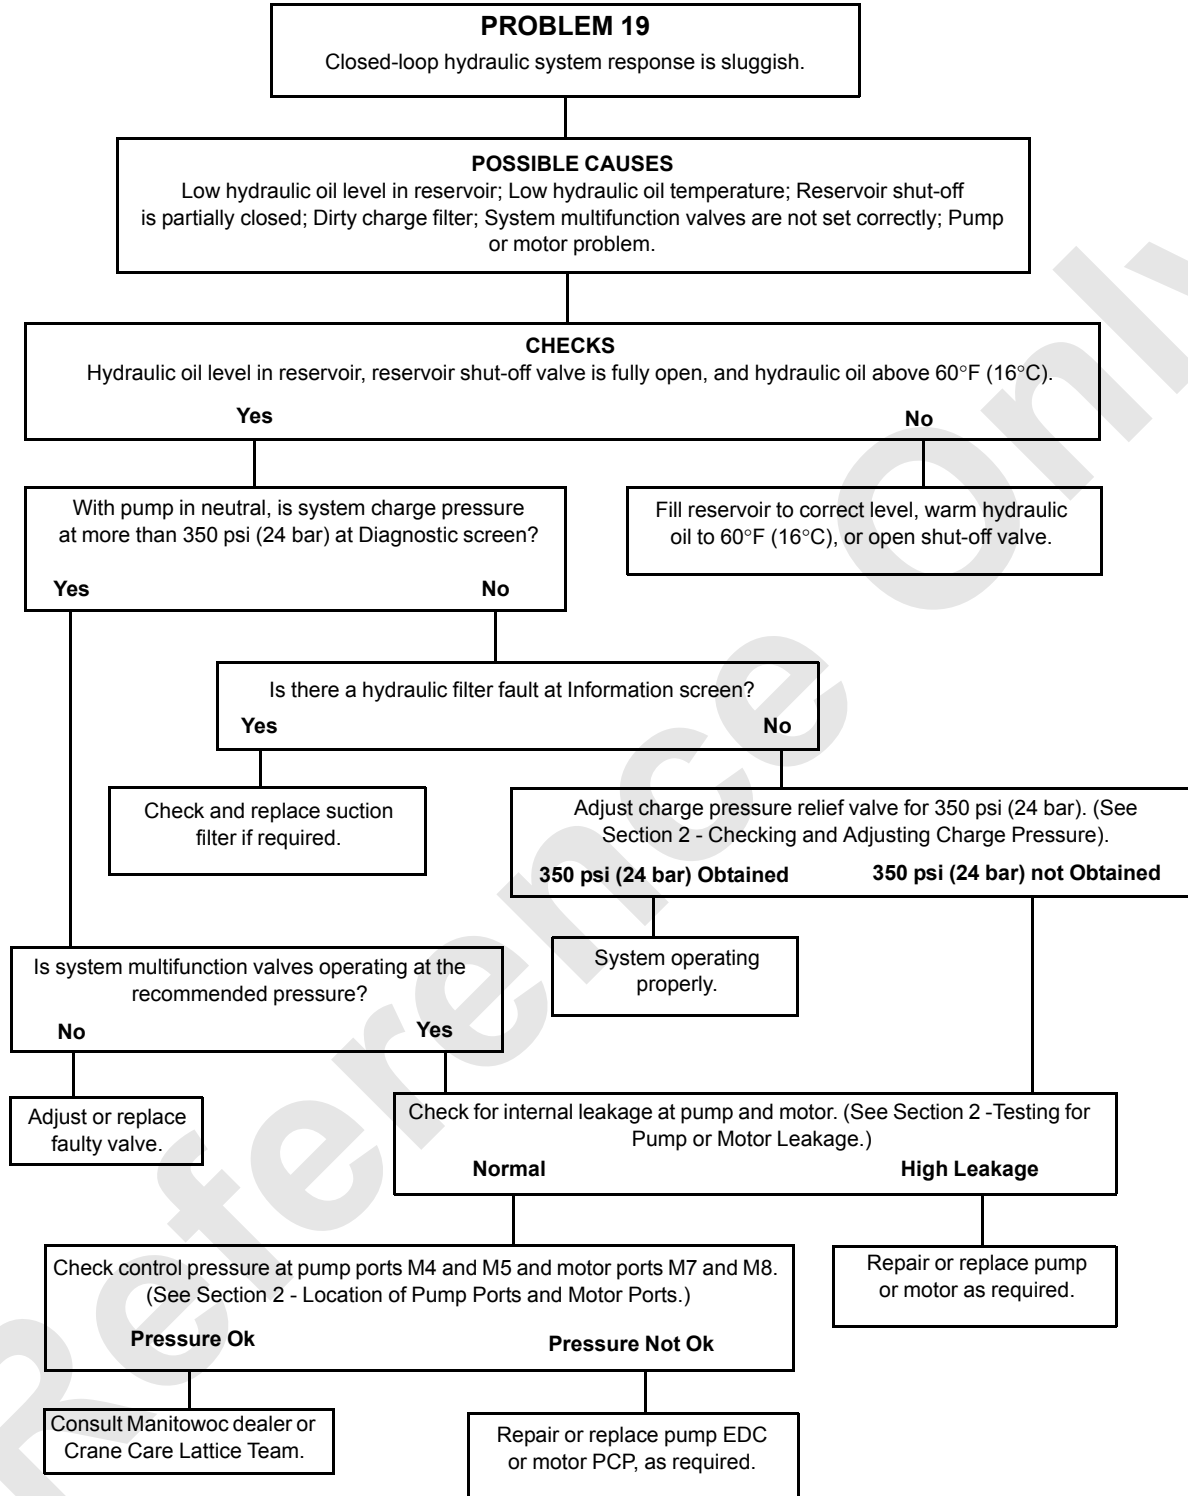 PROBLEM 19
Closed-loop hydraulic system response is sluggish.
POSSIBLE CAUSES
Low hydraulic oil level in reservoir; Low hydraulic oil temperature; Reservoir shut-off
is partially closed; Dirty charge filter; System multifunction valves are not set correctly; Pump
or motor problem.
CHECKS
Hydraulic oil level in reservoir, reservoir shut-off valve is fully open, and hydraulic oil above 60°F (16°C).
Yes
No
With pump in neutral, is system charge pressure
at more than 350 psi (24 bar) at Diagnostic screen?
Yes
No
Fill reservoir to correct level, warm hydraulic
oil to 60°F (16°C), or open shut-off valve.
Is there a hydraulic filter fault at Information screen?
Yes
No
Check and replace suction
filter if required.
Adjust charge pressure relief valve for 350 psi (24 bar). (See
Section 2 - Checking and Adjusting Charge Pressure).
350 psi (24 bar) Obtained
350 psi (24 bar) not Obtained
System operating
properly.
Is system multifunction valves operating at the
recommended pressure?
No
Yes
Adjust or replace
faulty valve.
Check for internal leakage at pump and motor. (See Section 2 -Testing for
Pump or Motor Leakage.)
Normal
High Leakage
Check control pressure at pump ports M4 and M5 and motor ports M7 and M8.
(See Section 2 - Location of Pump Ports and Motor Ports.)
Pressure Ok
Pressure Not Ok
Repair or replace pump
or motor as required.
Consult Manitowoc dealer or
Crane Care Lattice Team.
Repair or replace pump EDC
or motor PCP, as required.
Reference Only